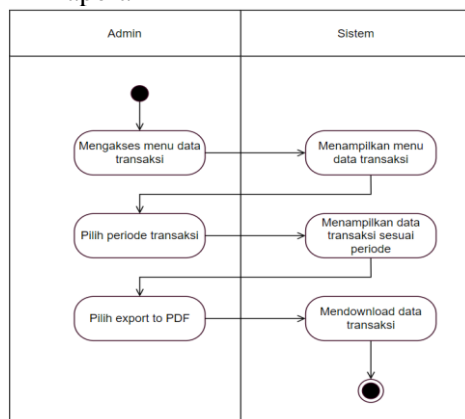 Admin
Sistem
Mengakses menu data
transaksi
Menampilkan menu
data transaksi
Pilih periode transaksi
Menampilkan data
transaksi sesuai
periode
Pilih export to PDF
Mendownload data
transaksi